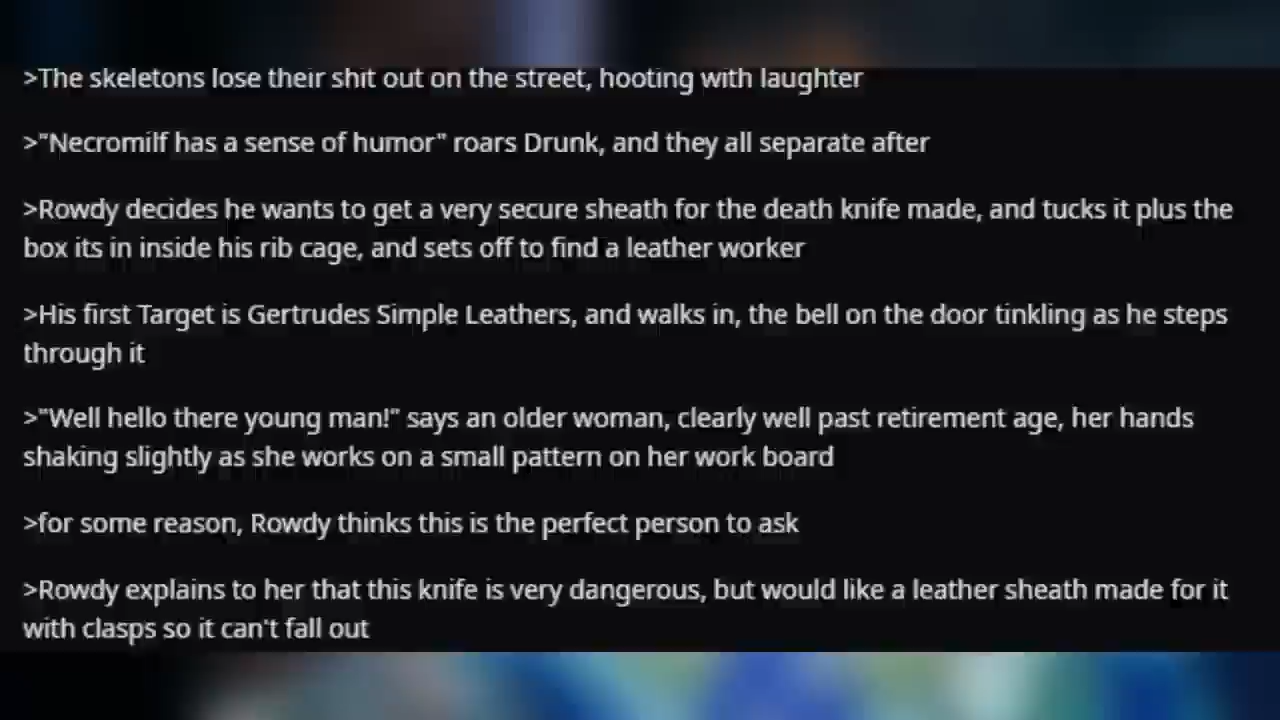 >The skeletons lose their shit out on the street, hooting with laughter
>"Necromilf has a sense of humor" roars Drunk, and they all separate after
>Rowdy decides he wants to get a very secure sheath for the death knife made, and tucks it plus the
box its in inside his rib cage, and sets off to find a leather worker
>His first Target is Gertrudes Simple Leathers, and walks in, the bell on the door tinkling as he steps
through it
>"Well hello there young man!" says an older woman, clearly well past retirement age, her hands
shaking slightly as she works on a small pattern on her work board
>for some reason, Rowdy thinks this is the perfect person to ask
>Rowdy explains to her that this knife is very dangerous, but would like a leather sheath made for it
with clasps so it can't fall out